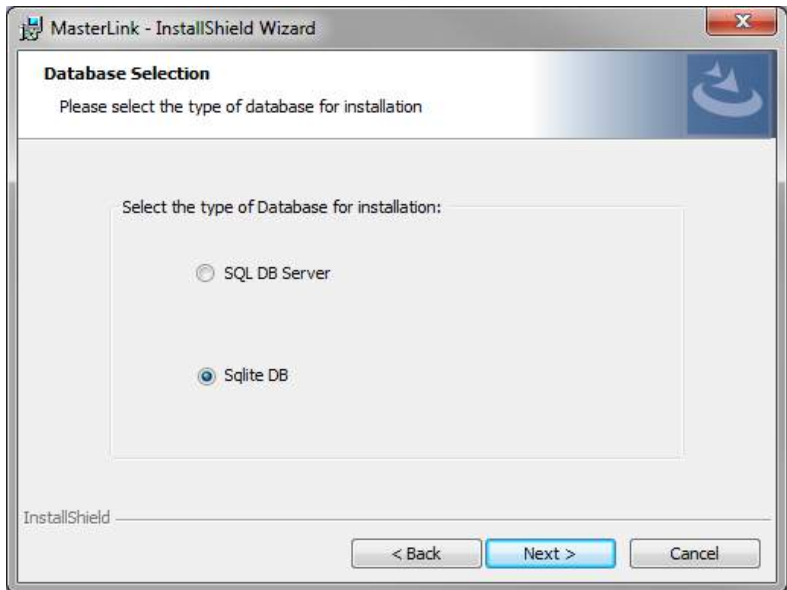 MasterLink - InstallShield Wizard
Database Selection
Please select the type of database for installation
Select the type of Database for installation:
SQL DB Server
Sqlite DB
InstallShield
< Back
Next >
Cancel